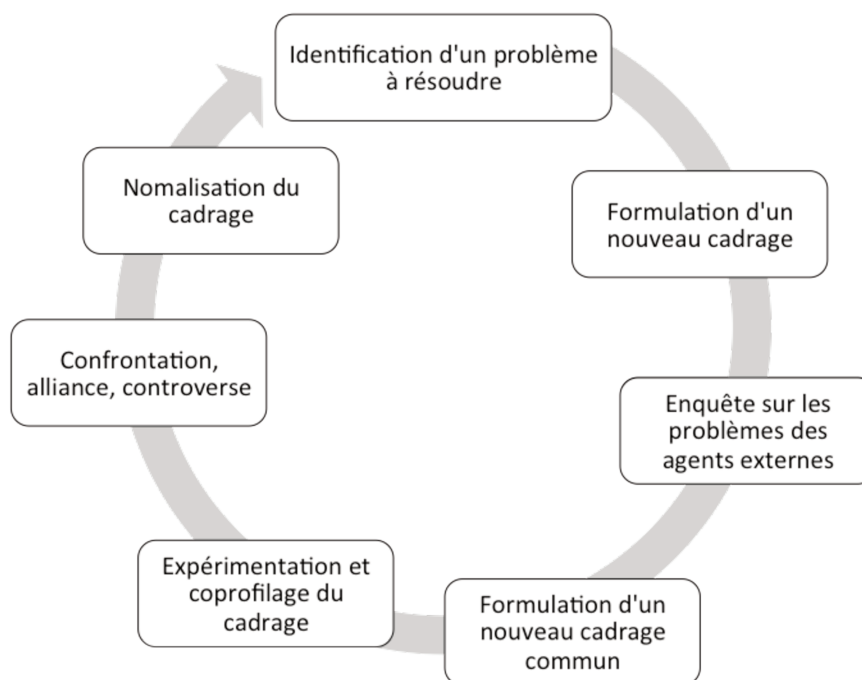 Identification d'un problème
à résoudre
Formulation d'un
nouveau cadrage
Enquête sur les
problèmes des
agents externes
Formulation d'un
nouveau cadrage
commun
Expérimentation et
coprofilage du
cadrage
Confrontation,
alliance, controverse
Nomalisation du
cadrage